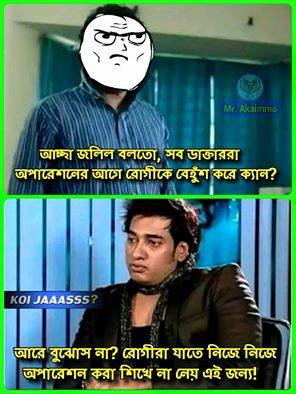 Mr. Akaimma
আচ্ছা জলিল বলতো, সব ডাক্তাররা
অপারেশনের আগে রোগীকে বেহুঁশ করে ক্যান?
KOI JAAASSS?
আরে বুঝোস না? রোগীরা যাতে নিজে নিজে
অপারেশন করা শিখে না নেয় এই জন্য!